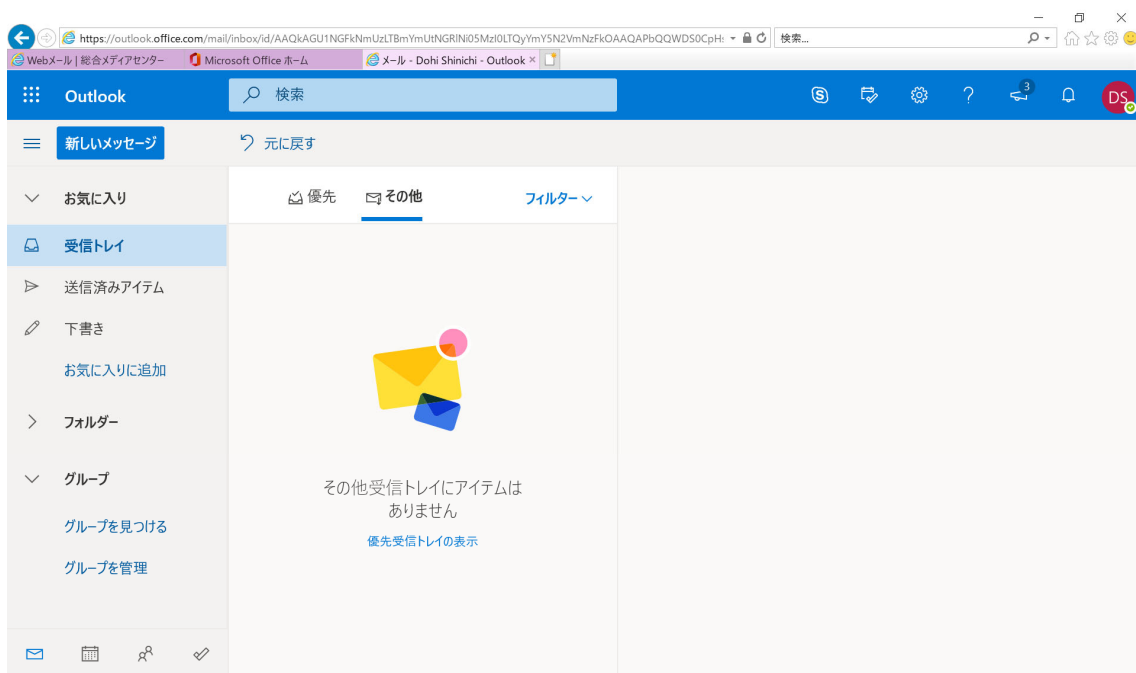 https://outlook.office.com/mail/inbox/id/AAQkAGU1NGFkNmUzLTBmYmUtNGRlNi05MzI0LTQyYmY5N2VmNzFkOAAQAPbQQWDS0CpH:
検索...
Webメール | 総合メディアセンター
Microsoft Office ホーム
メール - Dohi Shinichi - Outlook
Outlook
検索
3
DS
新しいメッセージ
元に戻す
お気に入り
優先
その他
フィルター
受信トレイ
送信済みアイテム
下書き
お気に入りに追加
フォルダー
グループ
グループを見つける
グループを管理
その他受信トレイにアイテムは
ありません
優先受信トレイの表示